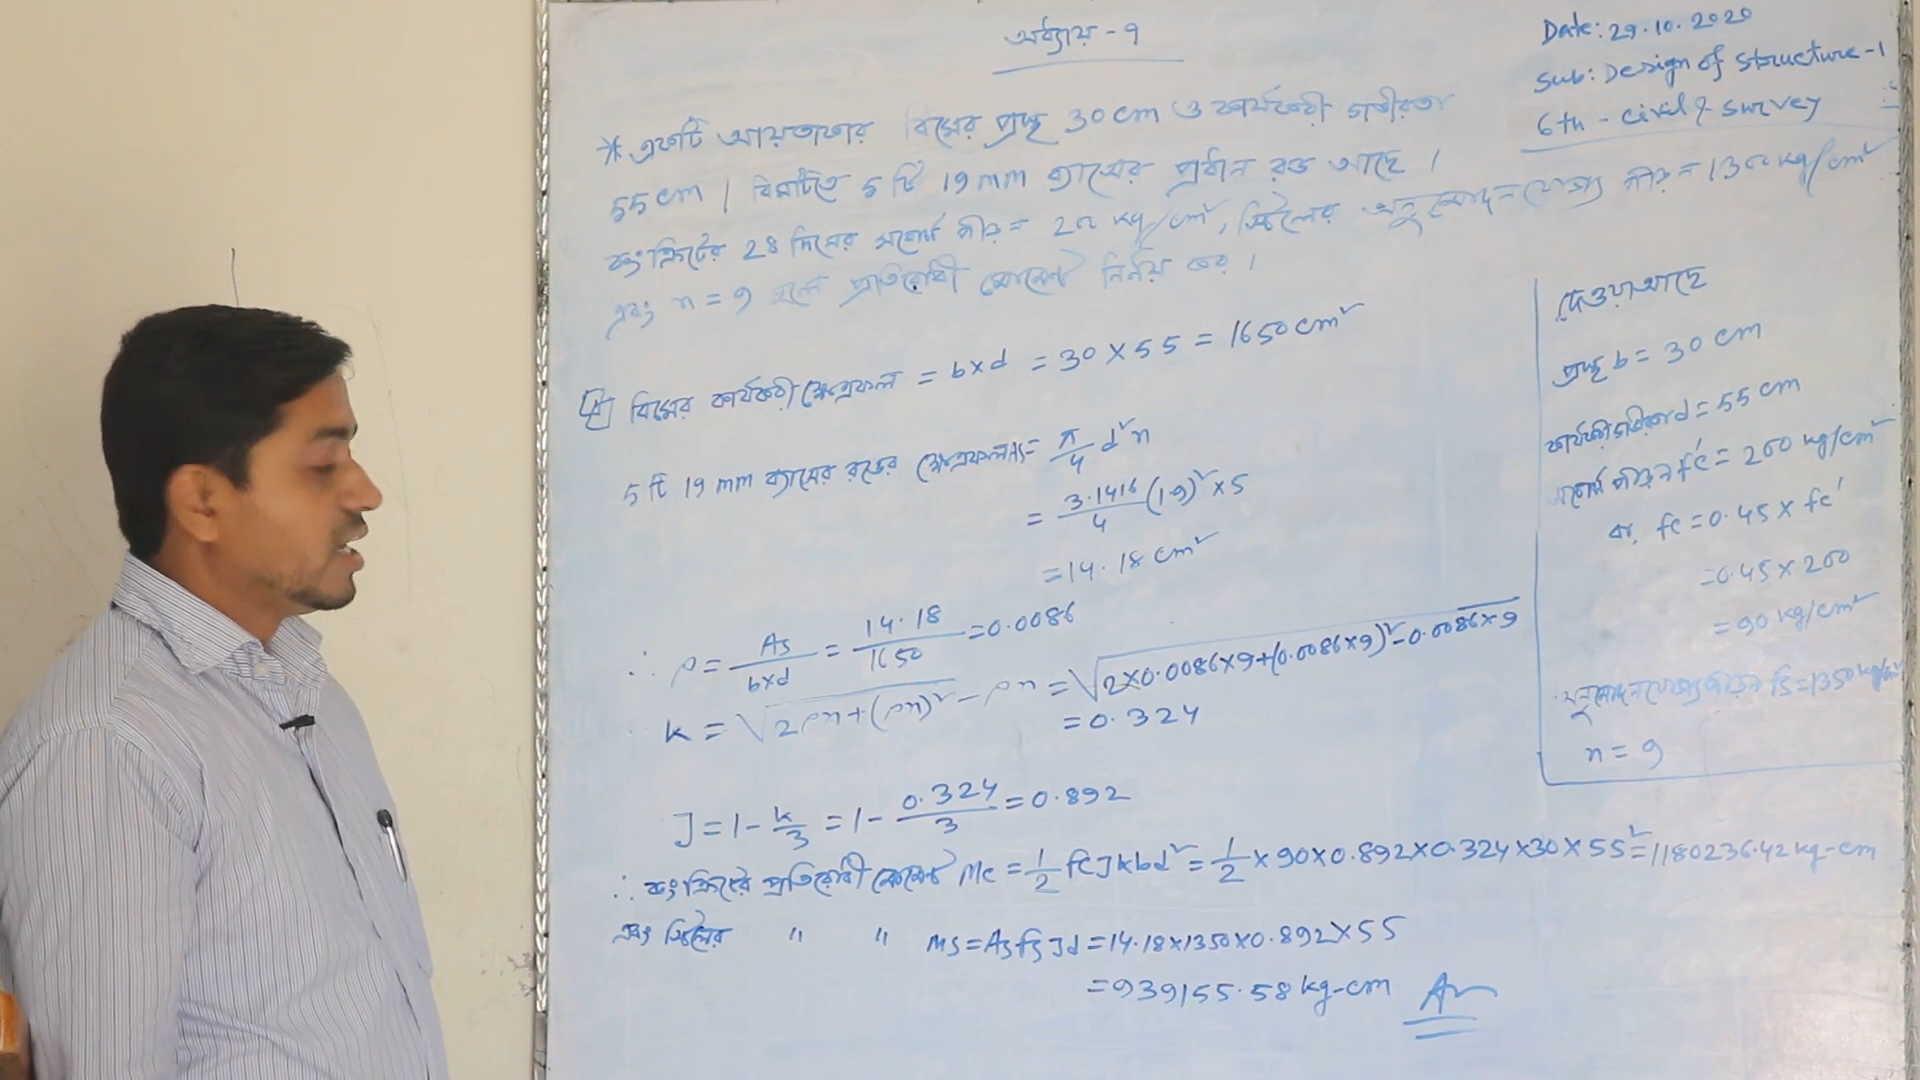 অধ্যায় - ৭
Date: 29.10.2020
Sub: Design of Structure-1
6th - Civil & Survey
* একটি আয়তাকার বিমের প্রস্থ 30 cm ও কার্যকরী গভীরতা
55 cm । বিমটিতে 5 টি 19 mm ব্যাসের প্রধান রড আছে ।
কংক্রিটের 28 দিনের পীড়ন = 200 kg/cm², স্টিলের অনুমোদনযোগ্য পীড়ন = 1350 kg/cm²
এবং n = 9 হলে প্রতিরোধী মোমেন্ট নির্ণয় কর ।
বিমের কার্যকরী ক্ষেত্রফল = b×d = 30 × 55 = 1650 cm²
5 টি 19 mm ব্যাসের রডের ক্ষেত্রফল As = π/4 d²n
= 3.1416/4 (1.9)² × 5
= 14.18 cm²
∴ ρ = As/b×d = 14.18/1650 = 0.0086
k = √2ρn+(ρn)² - ρn = √2×0.0086×9+(0.0086×9)² - 0.0086×9
= 0.324
J = 1 - k/3 = 1 - 0.324/3 = 0.892
∴ কংক্রিটের প্রতিরোধী মোমেন্ট Mc = 1/2 fc J k b d² = 1/2 × 90×0.892×0.324×30×55² = 1180236.42 kg-cm
এবং স্টিলের " " Ms = As fs Jd = 14.18×1350×0.892×55
= 939155.58 kg-cm Ans
দেওয়া আছে
প্রস্থ b = 30 cm
কার্যকরী গভীরতা d = 55 cm
পীড়ন fc' = 200 kg/cm²
বা, fc = 0.45 × fc'
= 0.45 × 200
= 90 kg/cm²
অনুমোদনযোগ্য পীড়ন fs = 1350 kg/cm²
n = 9